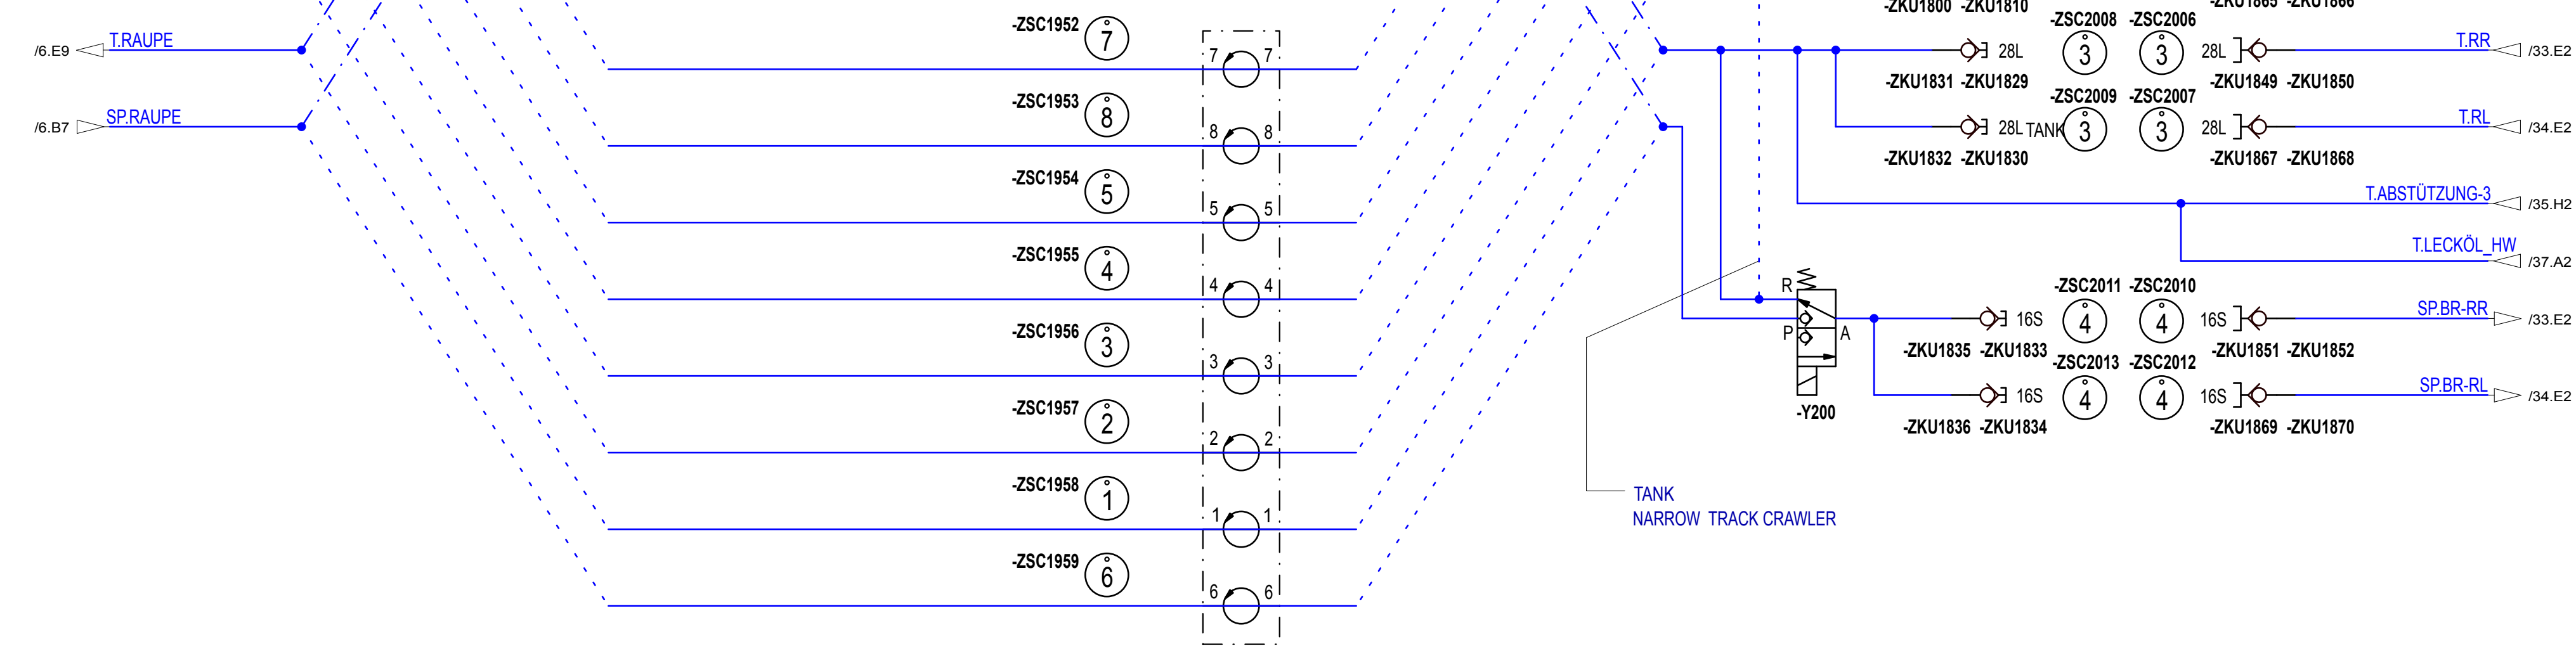 -ZKU1800 -ZKU1810
-ZKU1865 -ZKU1866
-ZSC2008 -ZSC2006
/6.E9 T.RAUPE
-ZSC1952 7
7 7
28L 3 3 28L
T.RR /33.E2
-ZKU1831 -ZKU1829
-ZKU1849 -ZKU1850
-ZSC2009 -ZSC2007
/6.B7 SP.RAUPE
-ZSC1953 8
8 8
28L TANK 3 3 28L
T.RL /34.E2
-ZKU1832 -ZKU1830
-ZKU1867 -ZKU1868
-ZSC1954 5
5 5
T.ABSTÜTZUNG-3 /35.H2
T.LECKÖL_HW /37.A2
-ZSC1955 4
4 4
R
-ZSC2011 -ZSC2010
16S 4 4 16S
SP.BR-RR /33.E2
P A
-ZKU1835 -ZKU1833
-ZKU1851 -ZKU1852
-ZSC1956 3
3 3
-ZSC2013 -ZSC2012
16S 4 4 16S
SP.BR-RL /34.E2
-Y200
-ZKU1836 -ZKU1834
-ZKU1869 -ZKU1870
-ZSC1957 2
2 2
-ZSC1958 1
1 1
TANK
NARROW TRACK CRAWLER
-ZSC1959 6
6 6